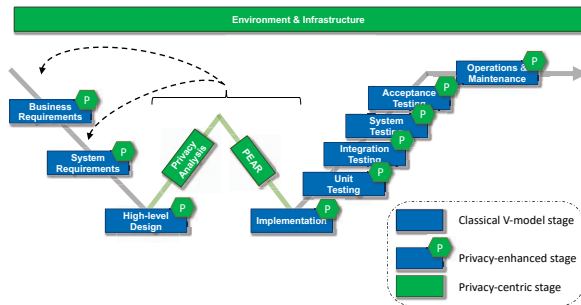 Environment & Infrastructure
P
Operations &
Maintenance
P
Acceptance
Testing
P
Business
Requirements
P
System
Testing
P
System
Requirements
P
Privacy
Analysis
PEAR
Integration
Testing
P
Unit
Testing
P
High-level
Design
P
Implementation
P
Classical V-model stage
P
Privacy-enhanced stage
Privacy-centric stage